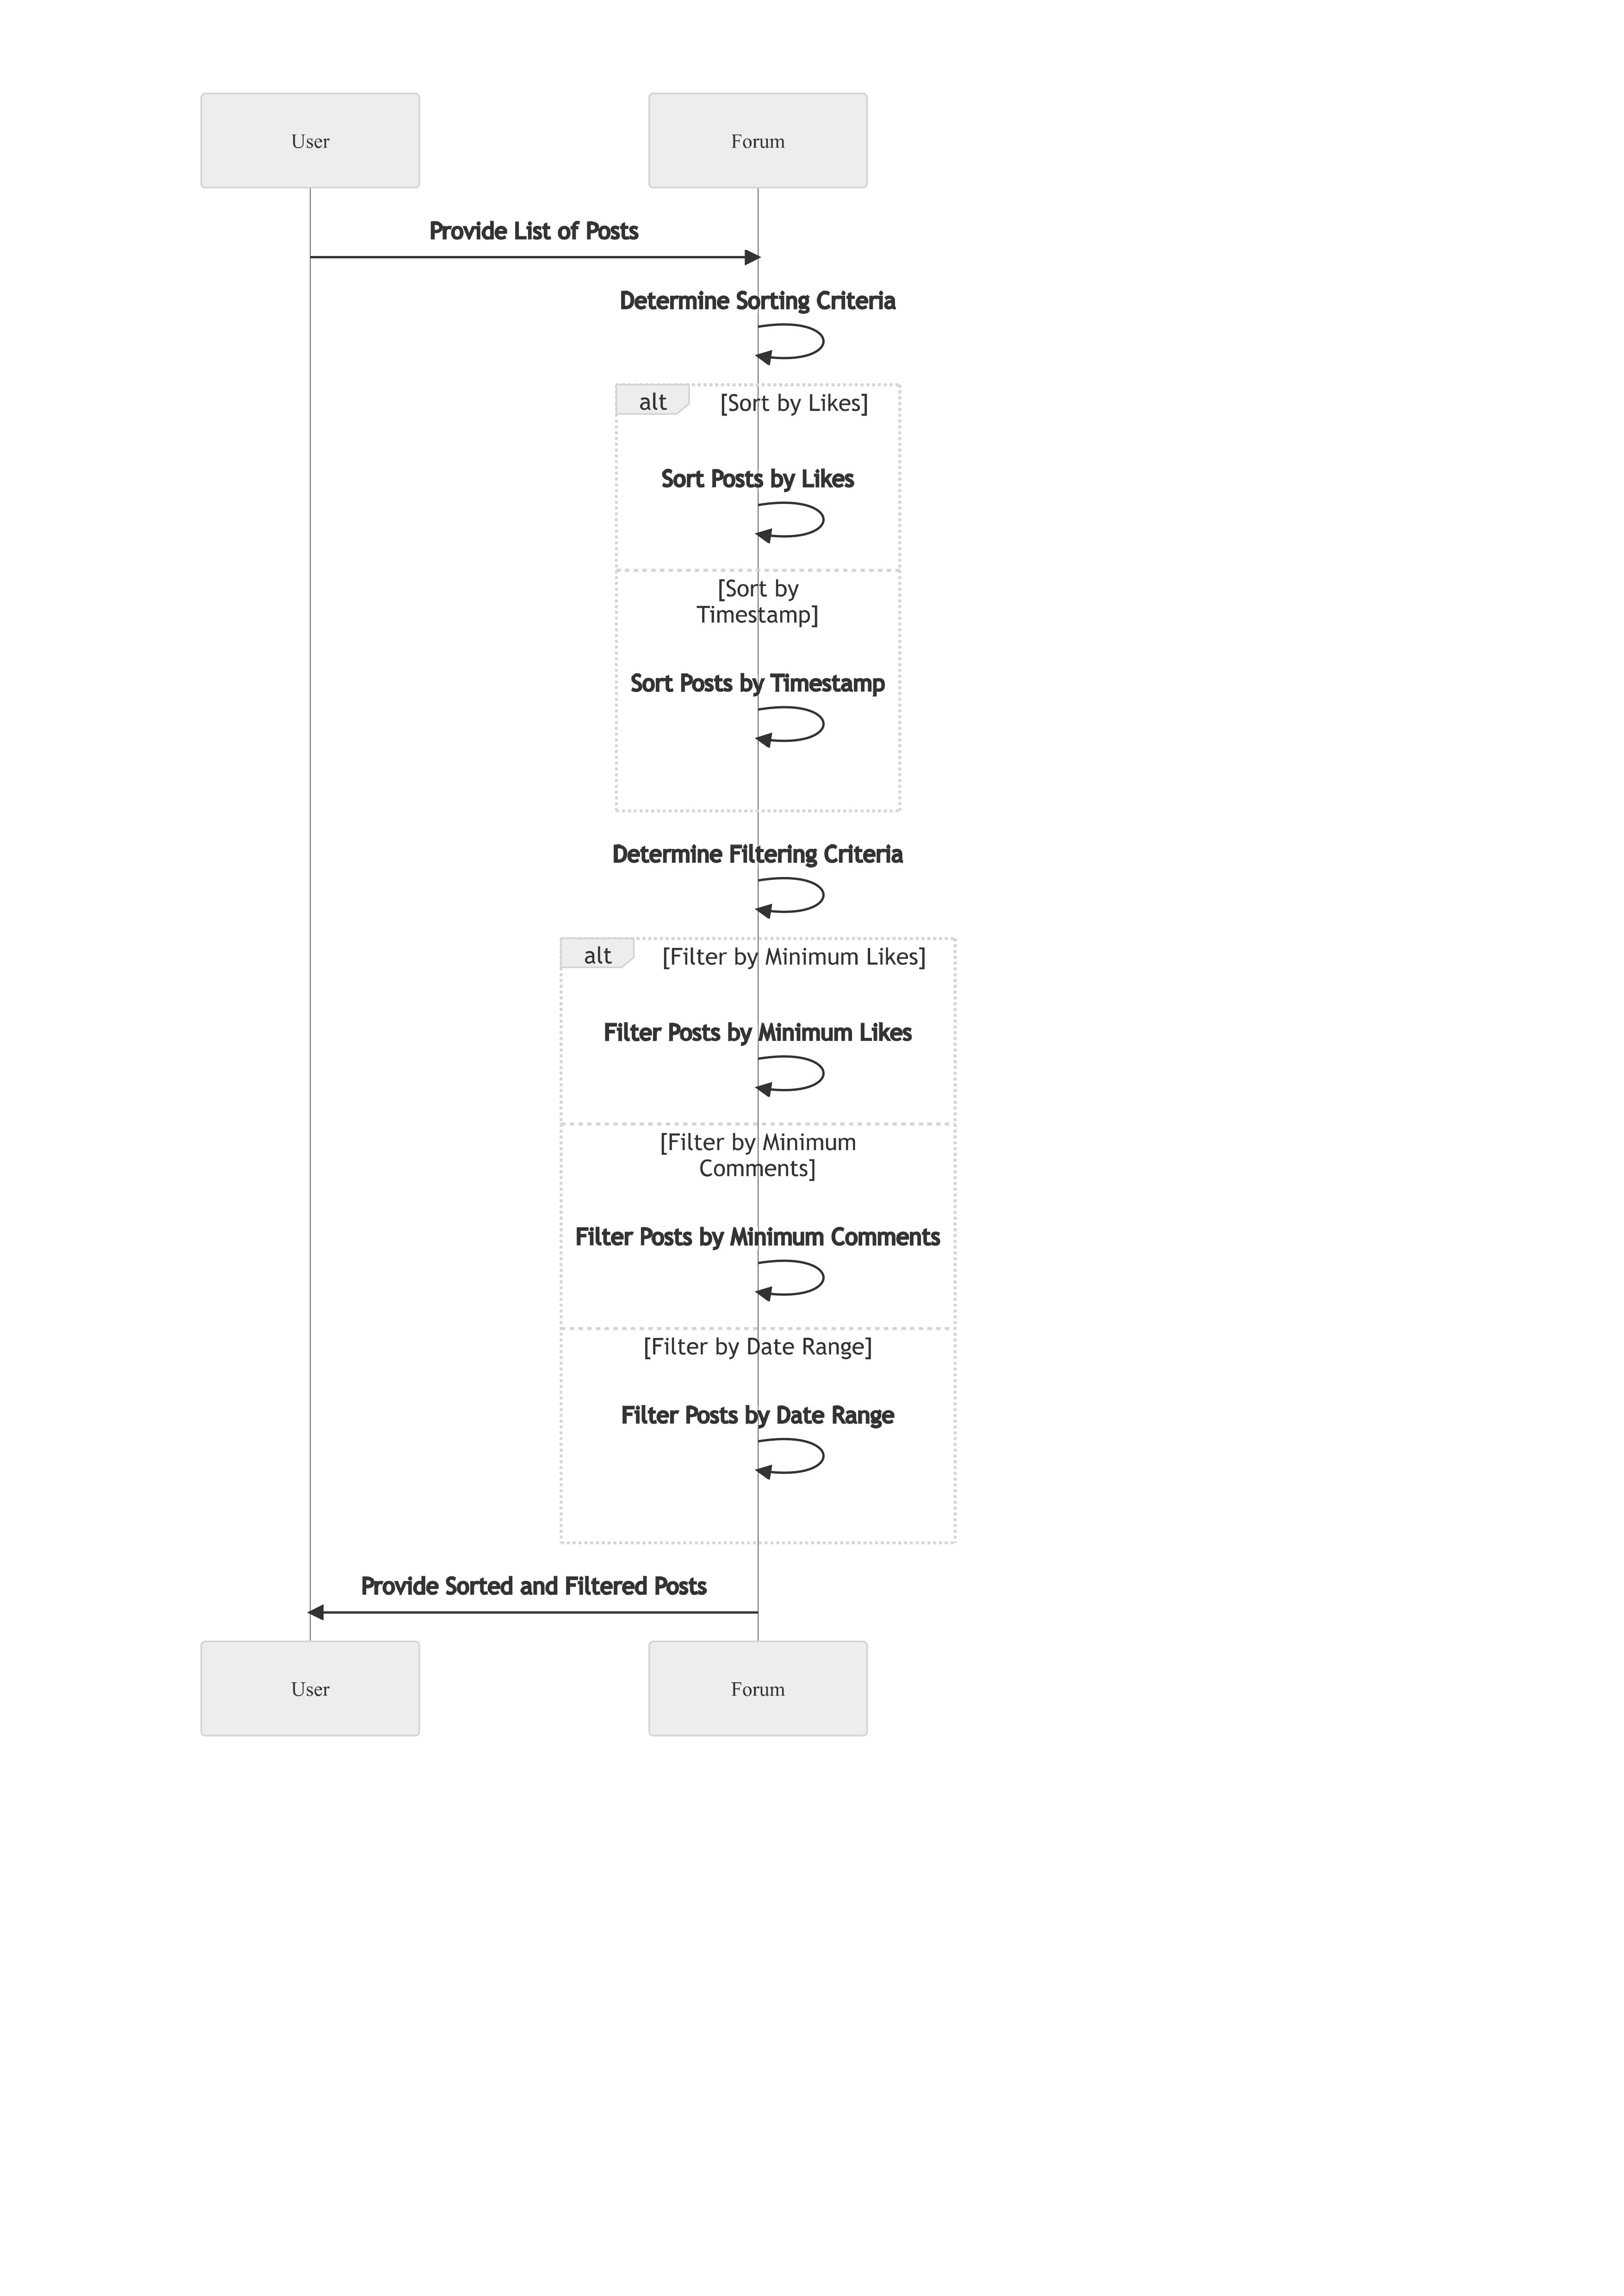 User
Forum
Provide List of Posts
Determine Sorting Criteria
alt
[Sort by Likes]
Sort Posts by Likes
[Sort by
Timestamp]
Sort Posts by Timestamp
Determine Filtering Criteria
alt
[Filter by Minimum Likes]
Filter Posts by Minimum Likes
[Filter by Minimum
Comments]
Filter Posts by Minimum Comments
[Filter by Date Range]
Filter Posts by Date Range
Provide Sorted and Filtered Posts
User
Forum